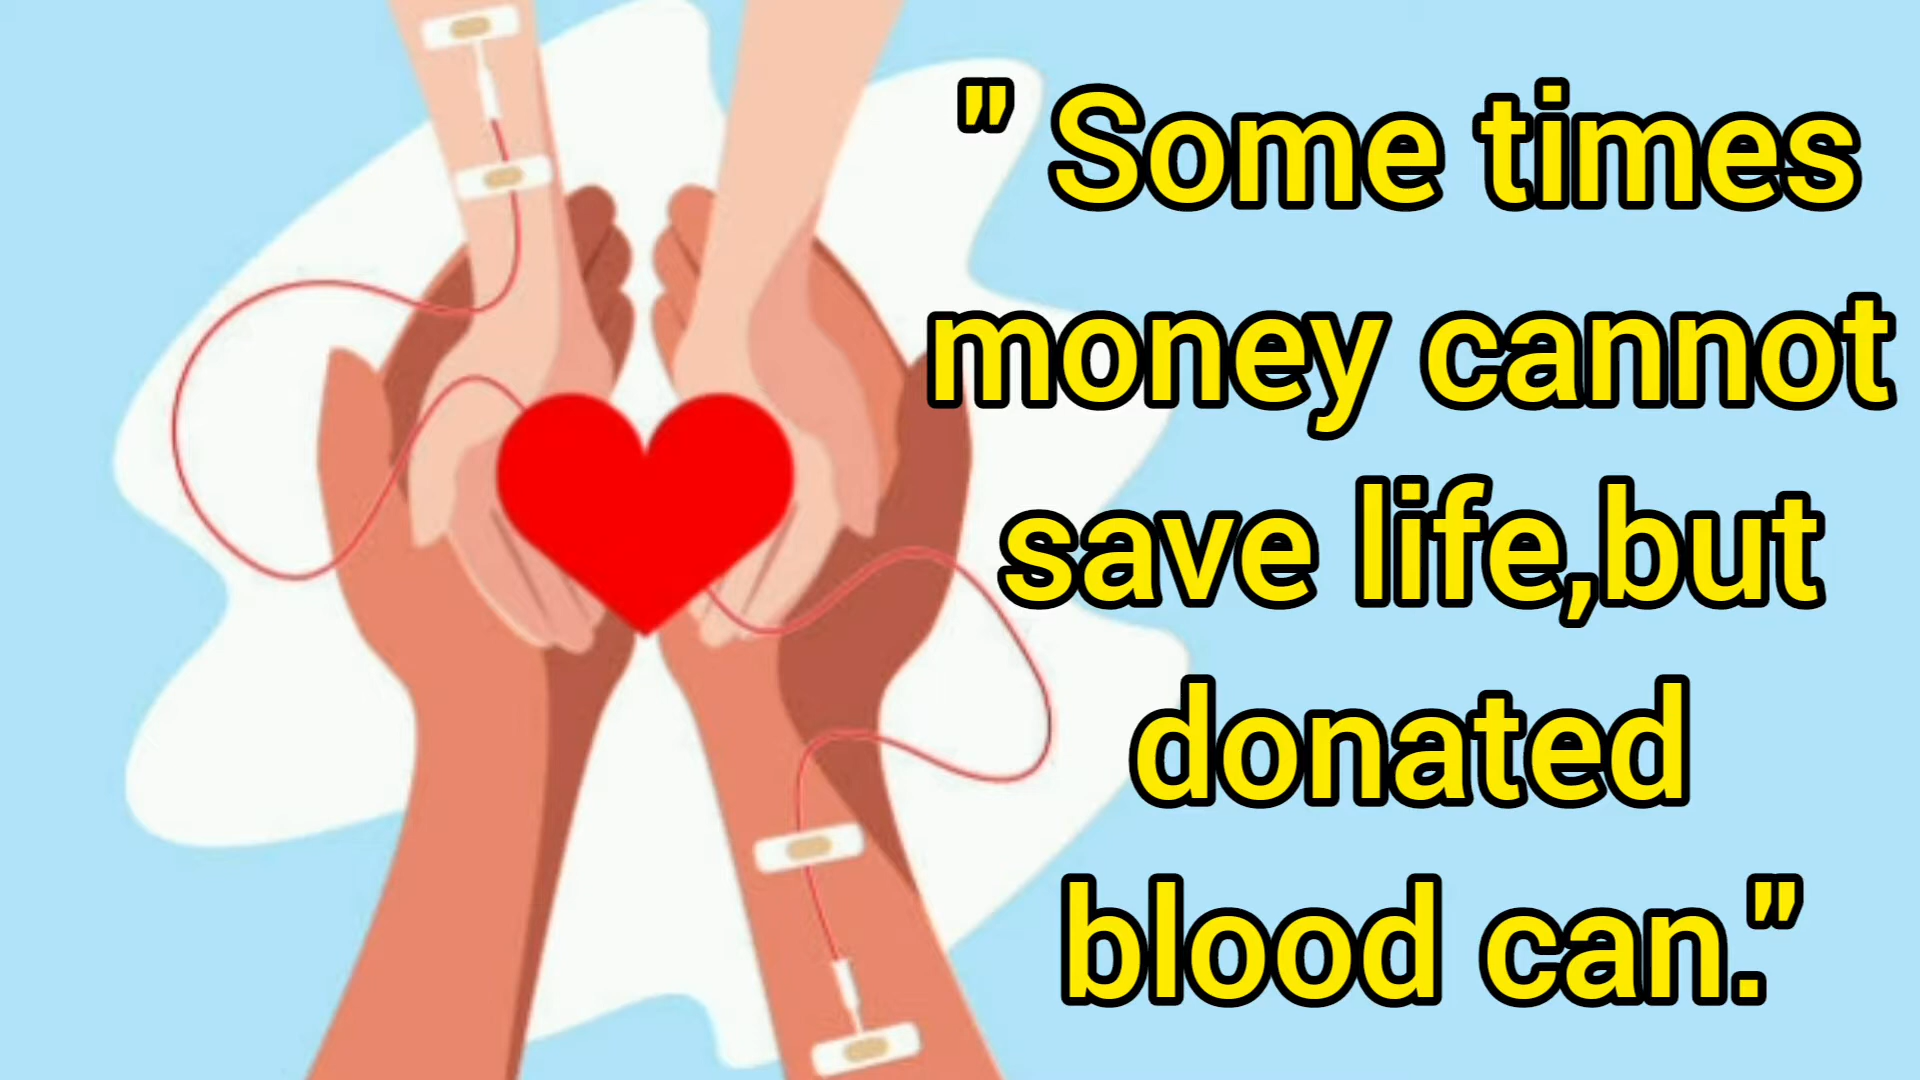 " Some times
money cannot
save life,but
donated
blood can."